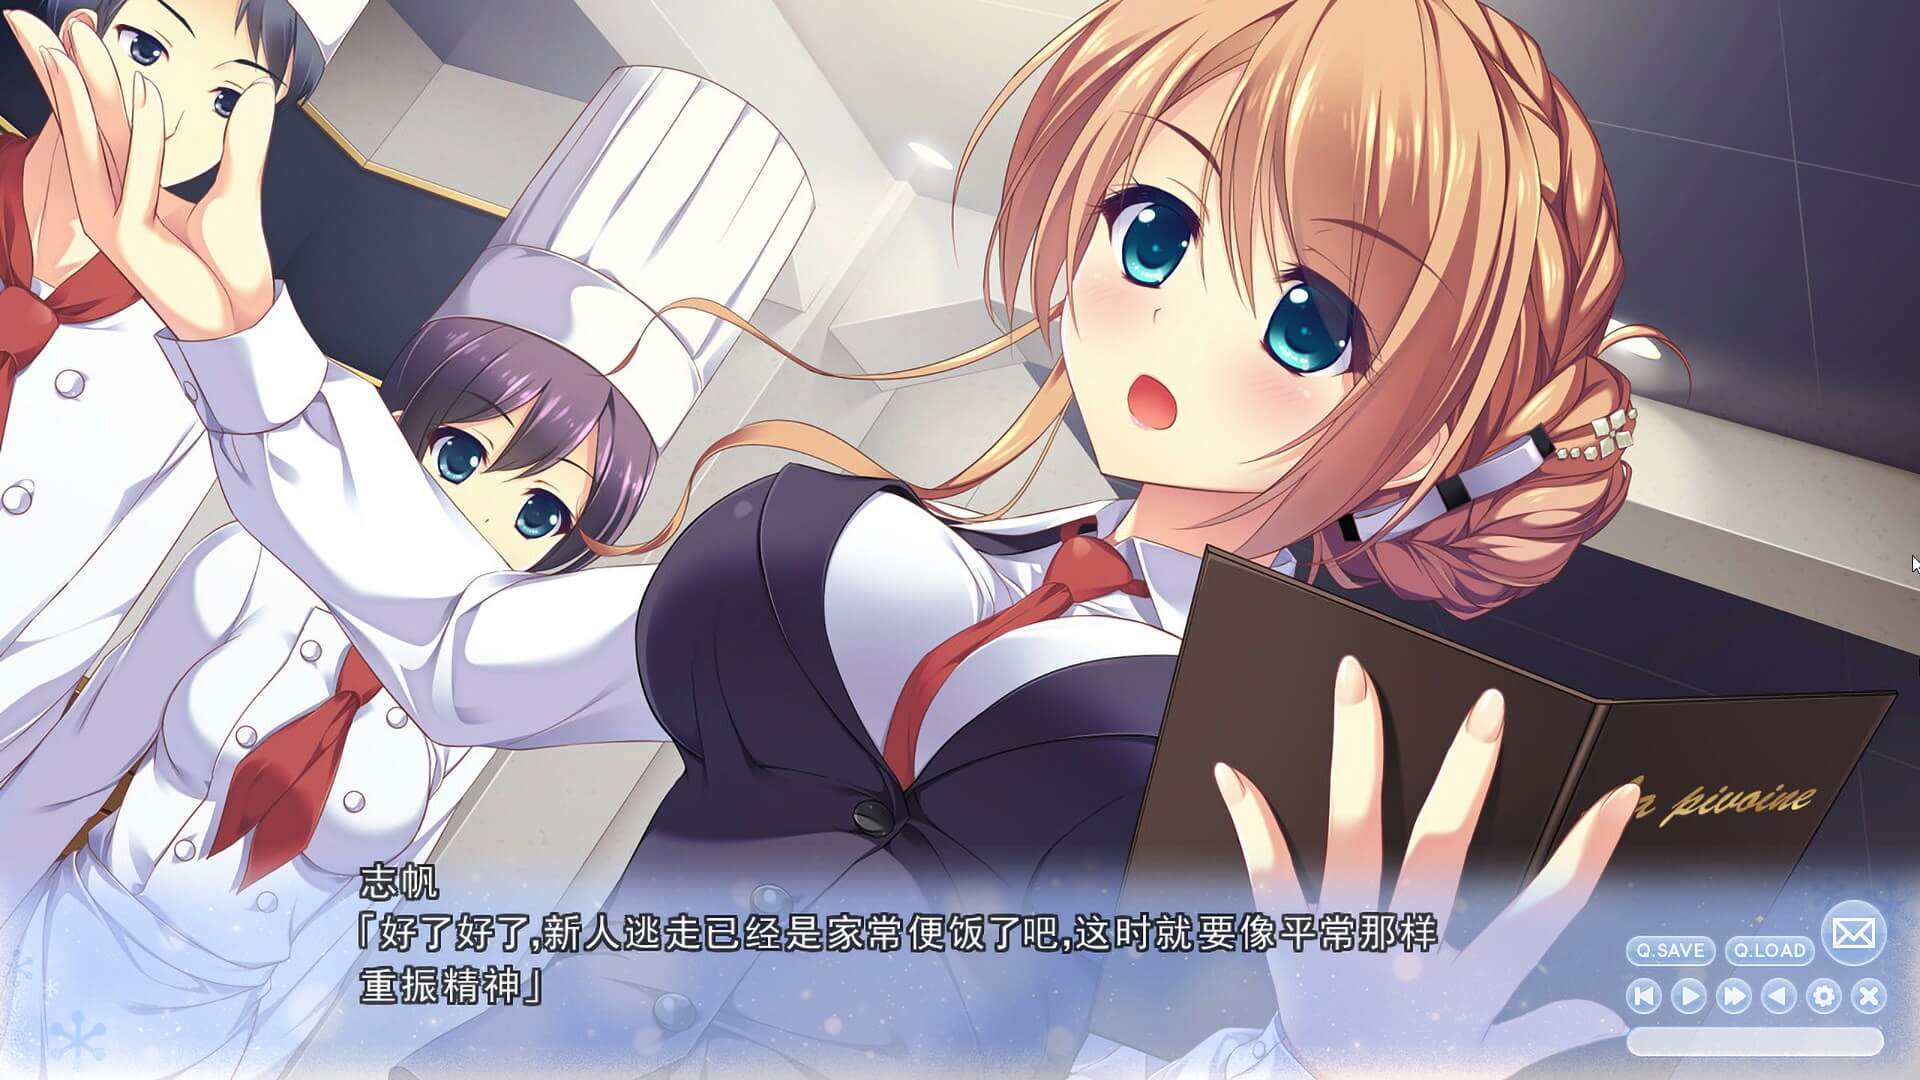 la pivoine
志帆
「好了好了,新人逃走已经是家常便饭了吧,这时就要像平常那样
重振精神」
Q.SAVE Q.LOAD